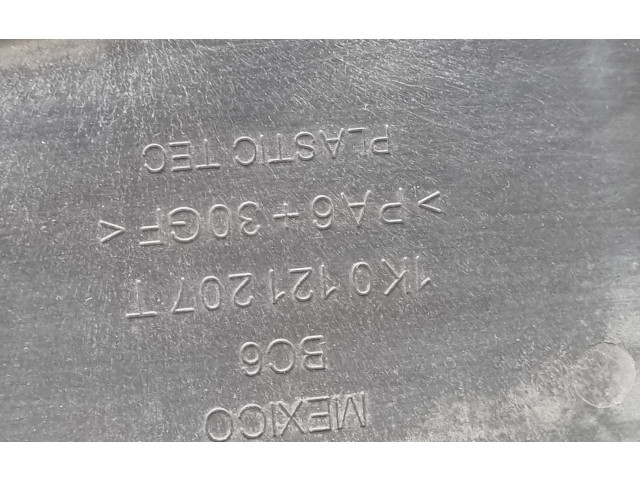 MEXICO
BC6
1K0 121 207 T
>PA6+30GF<
PLASTIC TEC